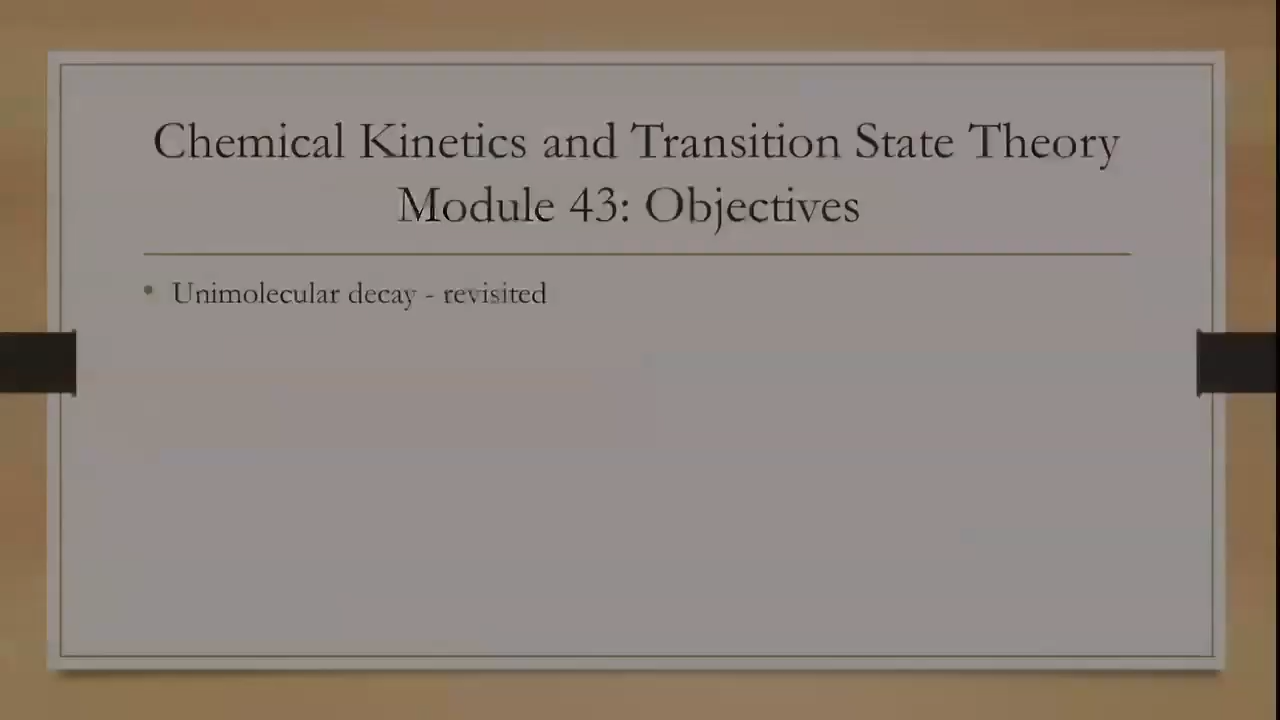 Chemical Kinetics and Transition State Theory
Module 43: Objectives
• Unimolecular decay - revisited